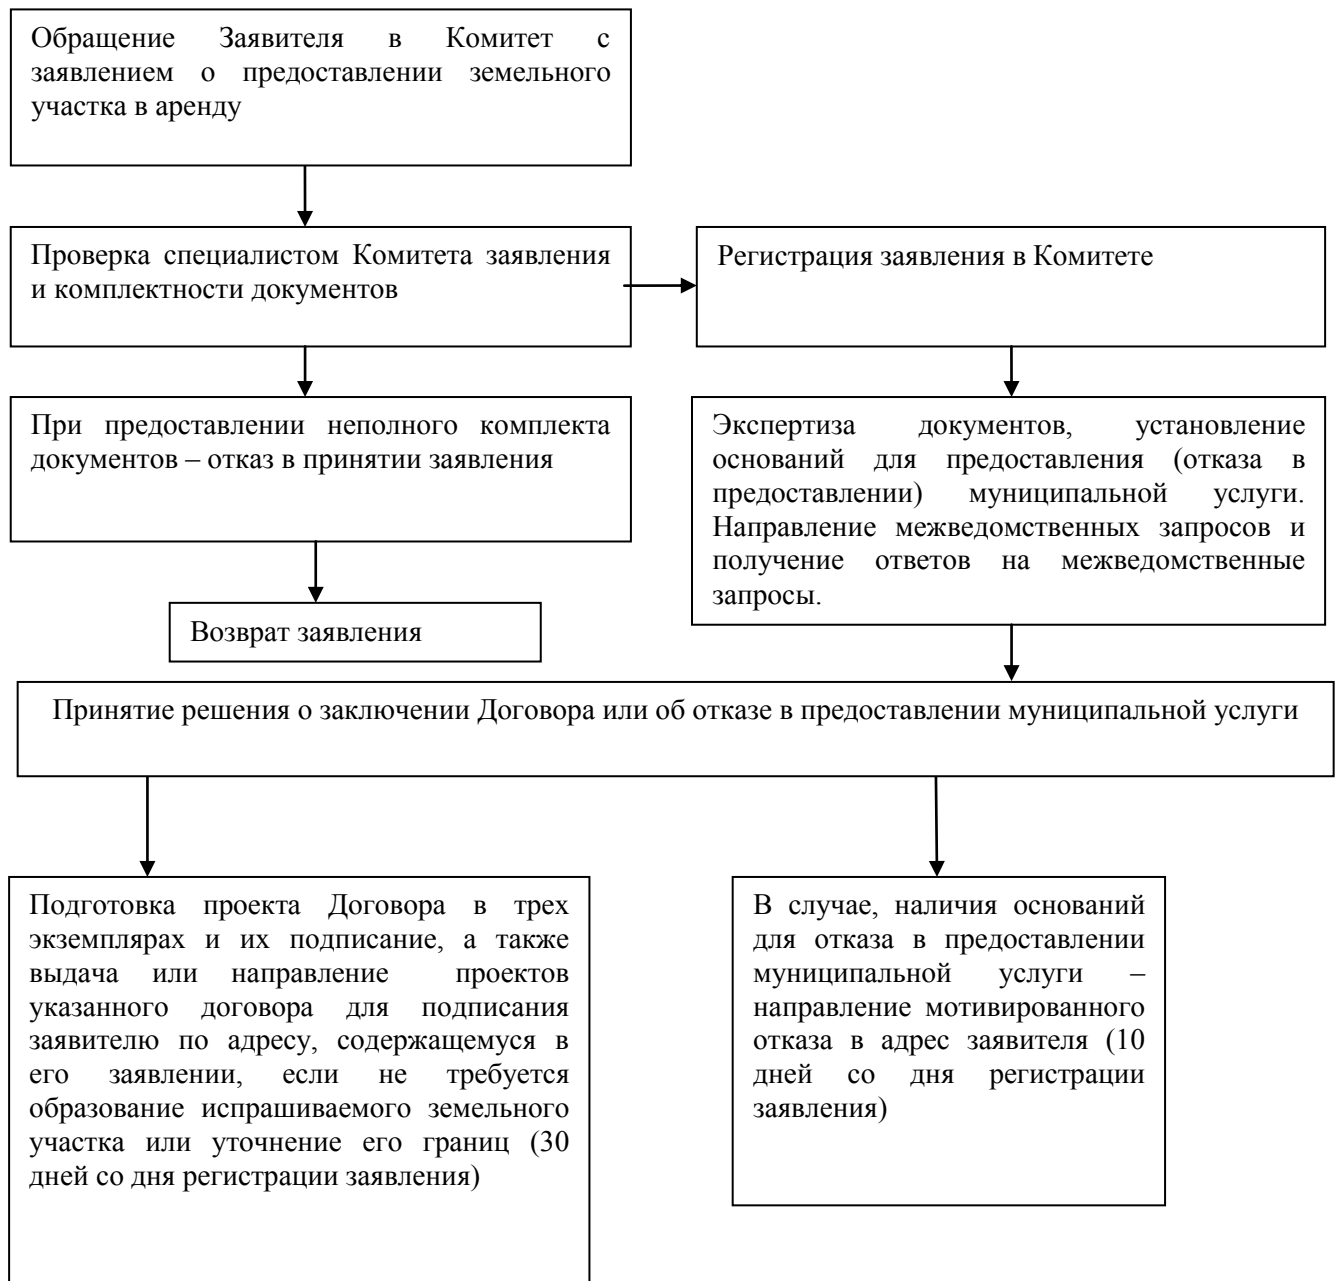 Обращение Заявителя в Комитет с
заявлением о предоставлении земельного
участка в аренду
Проверка специалистом Комитета заявления
и комплектности документов
Регистрация заявления в Комитете
При предоставлении неполного комплекта
документов – отказ в принятии заявления
Экспертиза документов, установление
оснований для предоставления (отказа в
предоставлении) муниципальной услуги.
Направление межведомственных запросов и
получение ответов на межведомственные
запросы.
Возврат заявления
Принятие решения о заключении Договора или об отказе в предоставлении муниципальной услуги
Подготовка проекта Договора в трех
экземплярах и их подписание, а также
выдача или направление проектов
указанного договора для подписания
заявителю по адресу, содержащемуся в
его заявлении, если не требуется
образование испрашиваемого земельного
участка или уточнение его границ (30
дней со дня регистрации заявления)
В случае, наличия оснований
для отказа в предоставлении
муниципальной услуги –
направление мотивированного
отказа в адрес заявителя (10
дней со дня регистрации
заявления)